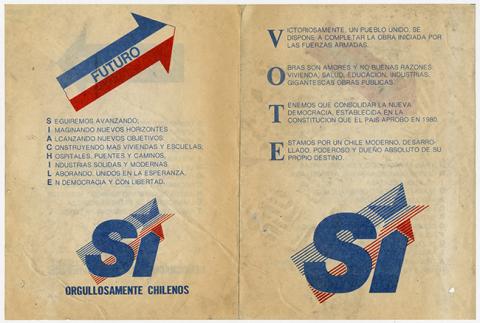 FUTURO
SEGUIREMOS AVANZANDO;
IMAGINANDO NUEVOS HORIZONTES
ALCANZANDO NUEVOS OBJETIVOS.
CONSTRUYENDO MAS VIVIENDAS Y ESCUELAS;
HOSPITALES, PUENTES Y CAMINOS,
INDUSTRIAS SOLIDAS Y MODERNAS
LABORANDO, UNIDOS EN LA ESPERANZA,
EN DEMOCRACIA Y CON LIBERTAD.
Sí
ORGULLOSAMENTE CHILENOS
VICTORIOSAMENTE, UN PUEBLO UNIDO, SE
DISPONE A COMPLETAR LA OBRA INICIADA POR
LAS FUERZAS ARMADAS.
OBRAS SON AMORES Y NO BUENAS RAZONES.
VIVIENDA, SALUD, EDUCACION, INDUSTRIAS,
GIGANTESCAS OBRAS PUBLICAS.
TENEMOS QUE CONSOLIDAR LA NUEVA
DEMOCRACIA, ESTABLECIDA EN LA
CONSTITUCION QUE EL PAIS APROBO EN 1980.
ESTAMOS POR UN CHILE MODERNO, DESARRO-
LLADO, PODEROSO Y DUEÑO ABSOLUTO DE SU
PROPIO DESTINO.
Sí